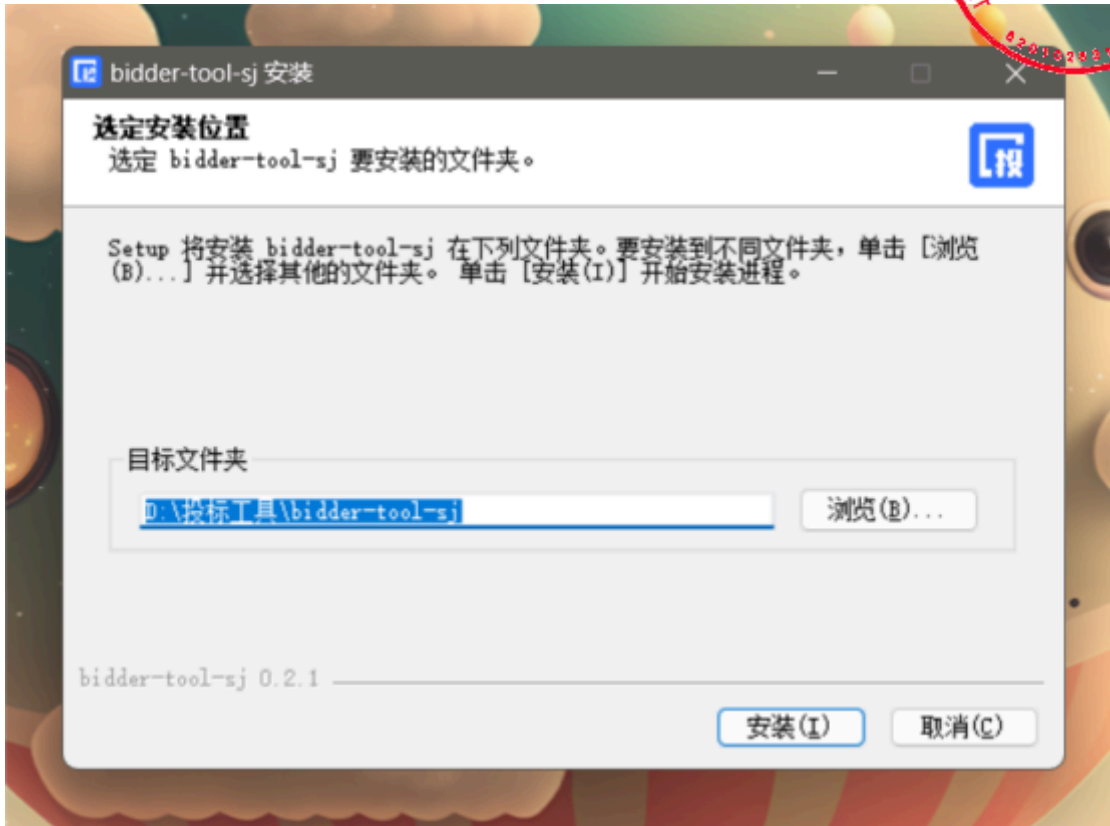 bidder-tool-sj 安装
选定安装位置
选定 bidder-tool-sj 要安装的文件夹。
投
Setup 将安装 bidder-tool-sj 在下列文件夹。要安装到不同文件夹，单击 [浏览
(B)...] 并选择其他的文件夹。 单击 [安装(I)] 开始安装进程。
目标文件夹
D:\投标工具\bidder-tool-sj
浏览(B)...
bidder-tool-sj 0.2.1
安装(I)
取消(C)